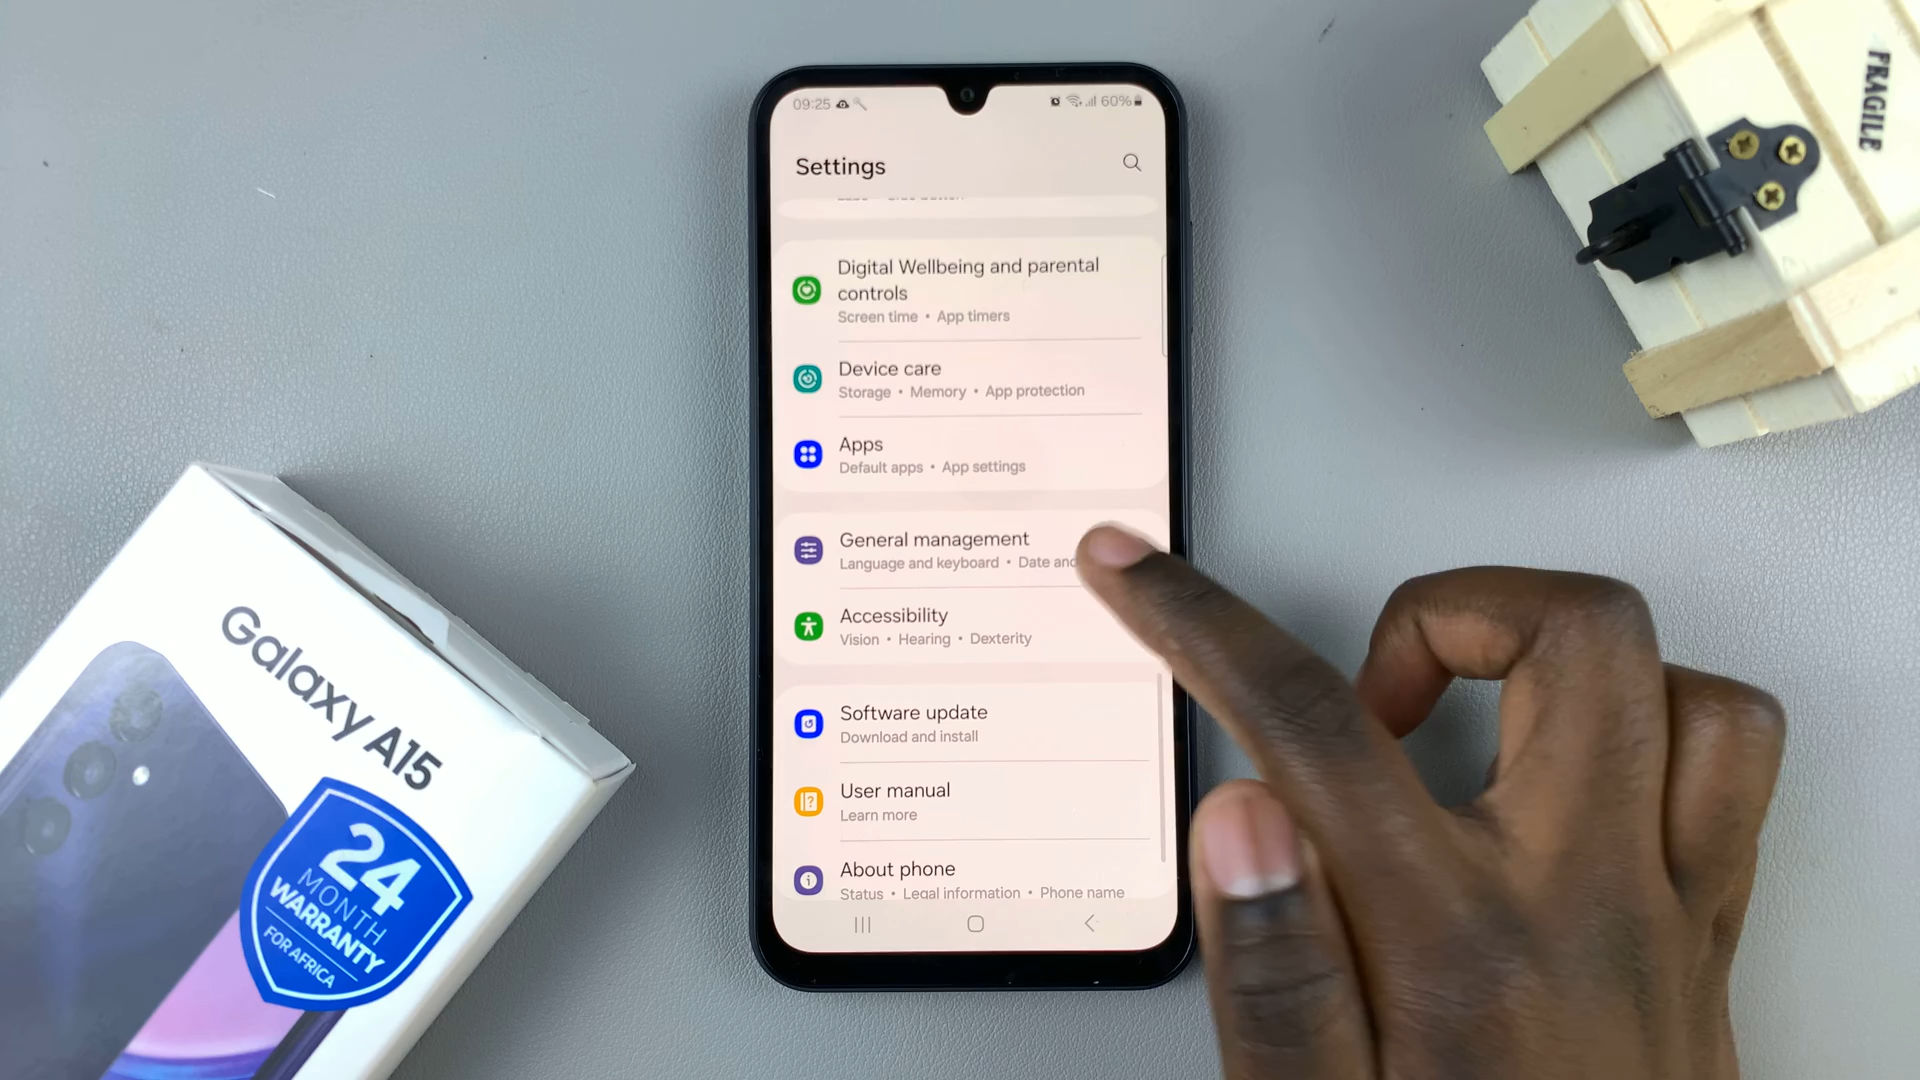 09:25
60%
Settings
Digital Wellbeing and parental
controls
Screen time • App timers
Device care
Storage • Memory • App protection
Apps
Default apps • App settings
General management
Language and keyboard • Date and
Accessibility
Vision • Hearing • Dexterity
Software update
Download and install
User manual
Learn more
About phone
Status • Legal information • Phone name
Galaxy A15
24
MONTH
WARRANTY
FOR AFRICA
FRAGILE